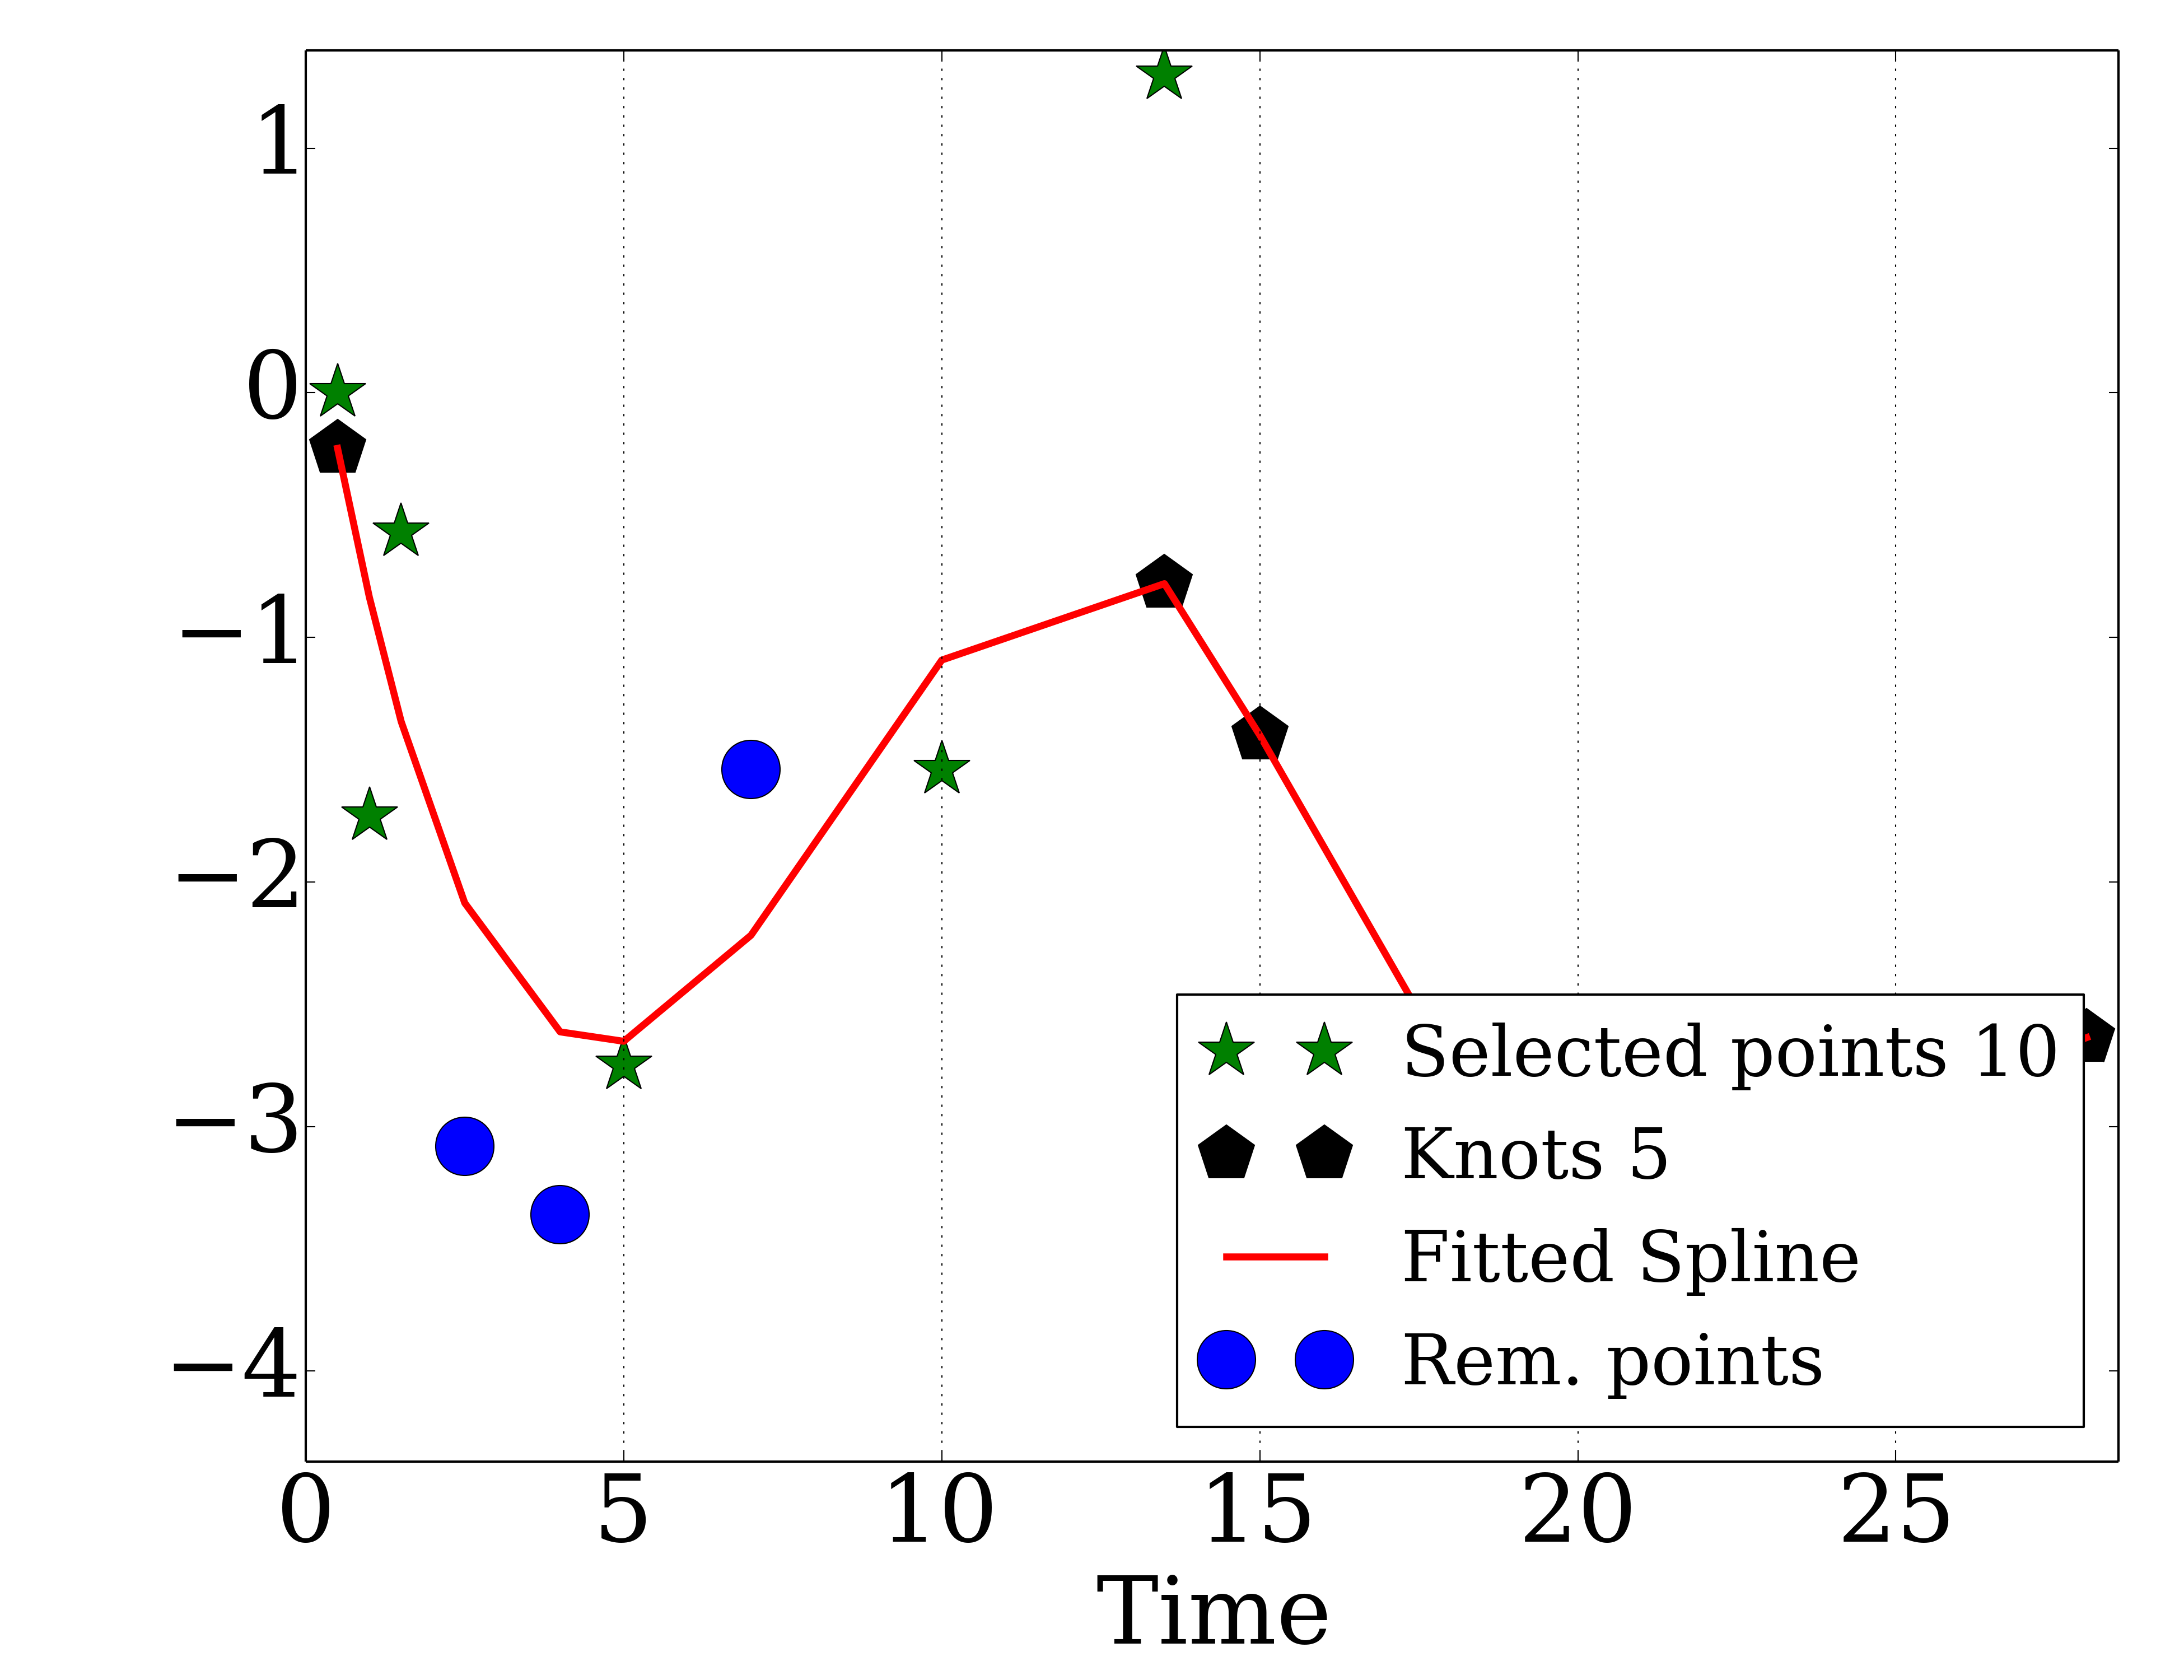 1
0
−1
−2
−3
−4
Selected points 10
Knots 5
Fitted Spline
Rem. points
0 5 10 15 20 25
Time